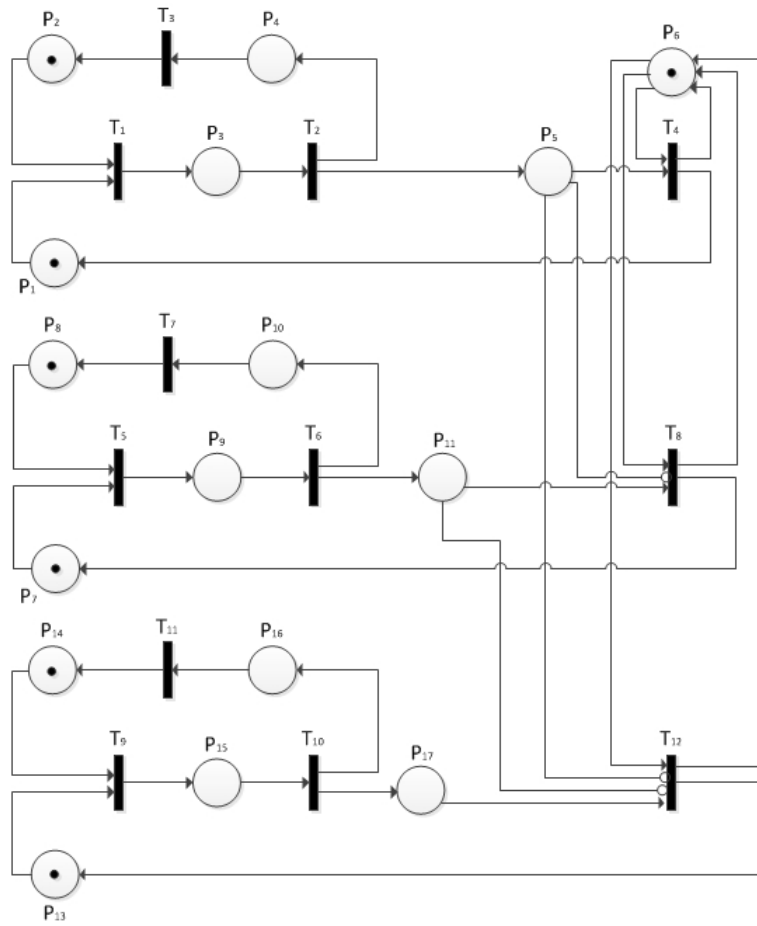 P₂ T₃ P₄ P₆
T₁ P₃ T₂ P₅ T₄
P₁
P₈ T₇ P₁₀
T₅ P₉ T₆ P₁₁ T₈
P₇
P₁₄ T₁₁ P₁₆
T₉ P₁₅ T₁₀ P₁₇ T₁₂
P₁₃